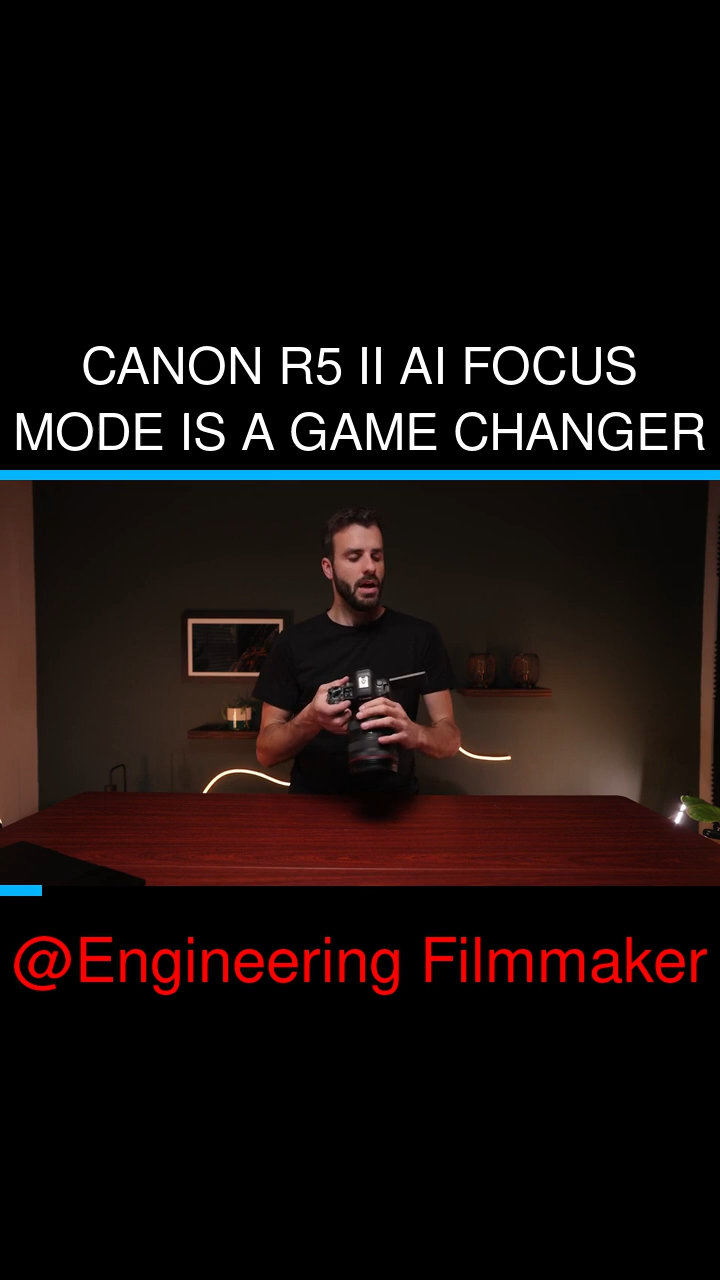 CANON R5 II AI FOCUS
MODE IS A GAME CHANGER
@Engineering Filmmaker